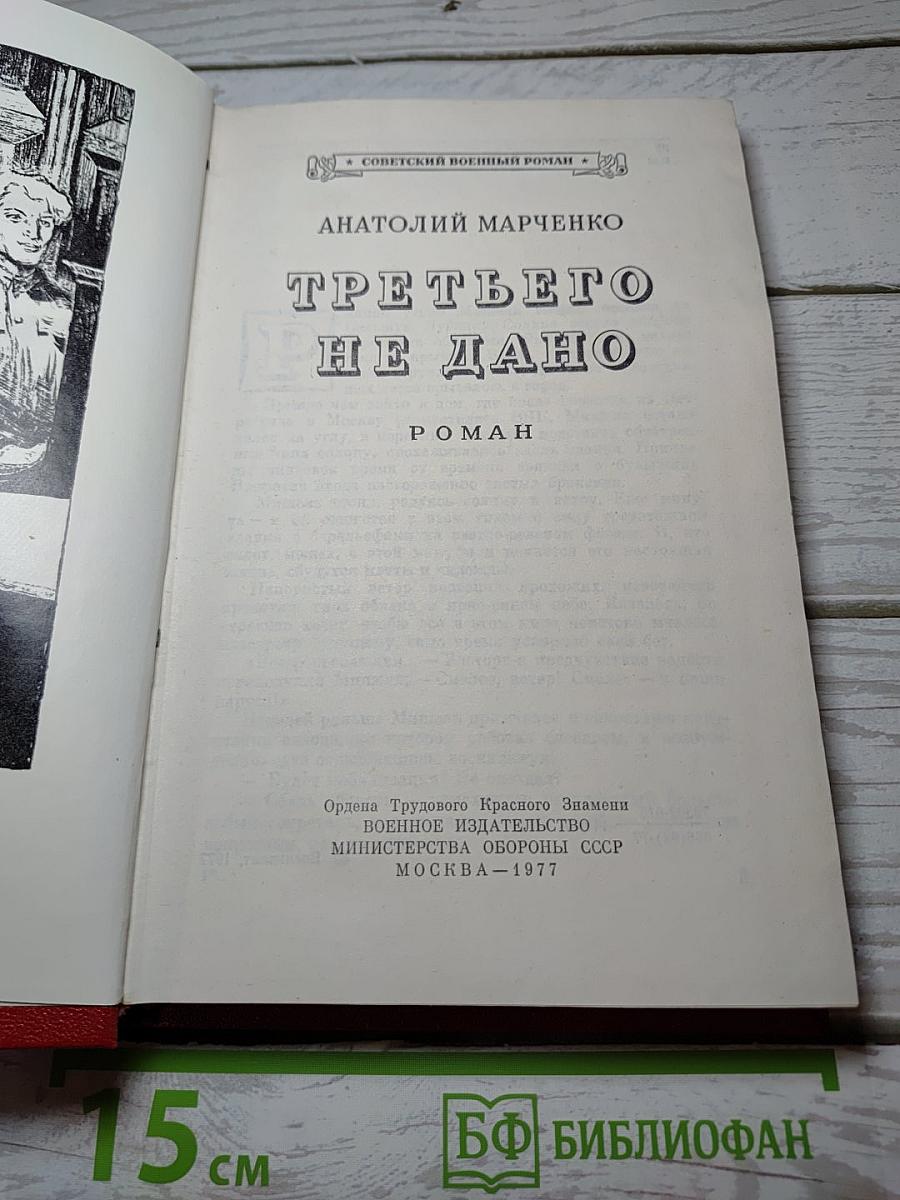 ★ СОВЕТСКИЙ ВОЕННЫЙ РОМАН ★
АНАТОЛИЙ МАРЧЕНКО
ТРЕТЬЕГО
НЕ ДАНО
РОМАН
Ордена Трудового Красного Знамени
ВОЕННОЕ ИЗДАТЕЛЬСТВО
МИНИСТЕРСТВА ОБОРОНЫ СССР
МОСКВА—1977
15 см
БФ БИБЛИОФАН